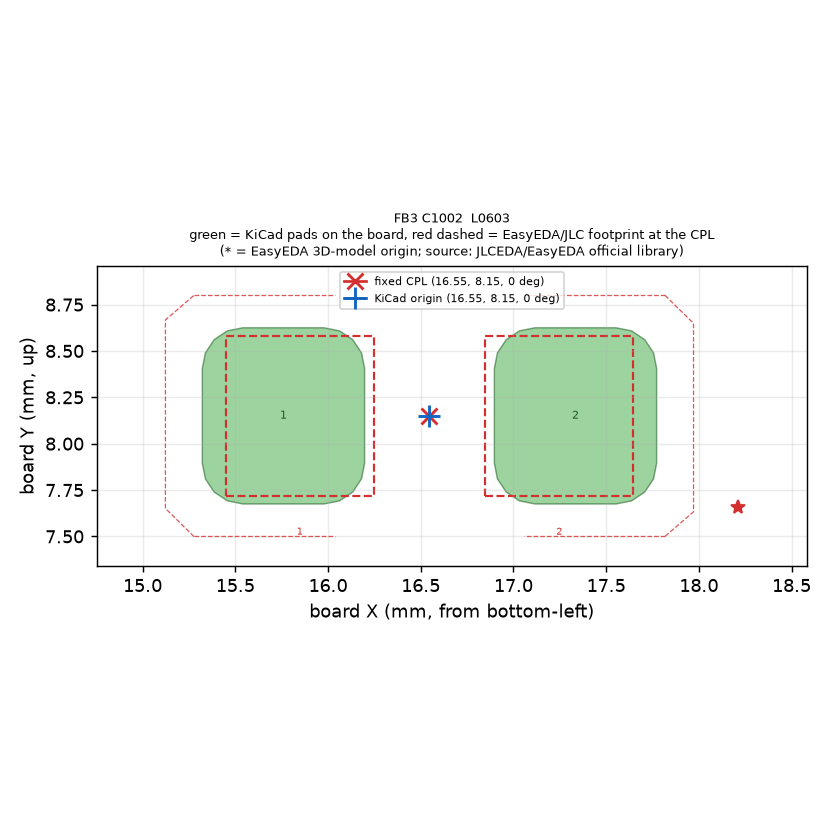 FB3 C1002  L0603
green = KiCad pads on the board, red dashed = EasyEDA/JLC footprint at the CPL
(* = EasyEDA 3D-model origin; source: JLCEDA/EasyEDA official library)
fixed CPL (16.55, 8.15, 0 deg)
KiCad origin (16.55, 8.15, 0 deg)
board Y (mm, up)
8.75
8.50
8.25
8.00
7.75
7.50
1
2
1
2
15.0 15.5 16.0 16.5 17.0 17.5 18.0 18.5
board X (mm, from bottom-left)